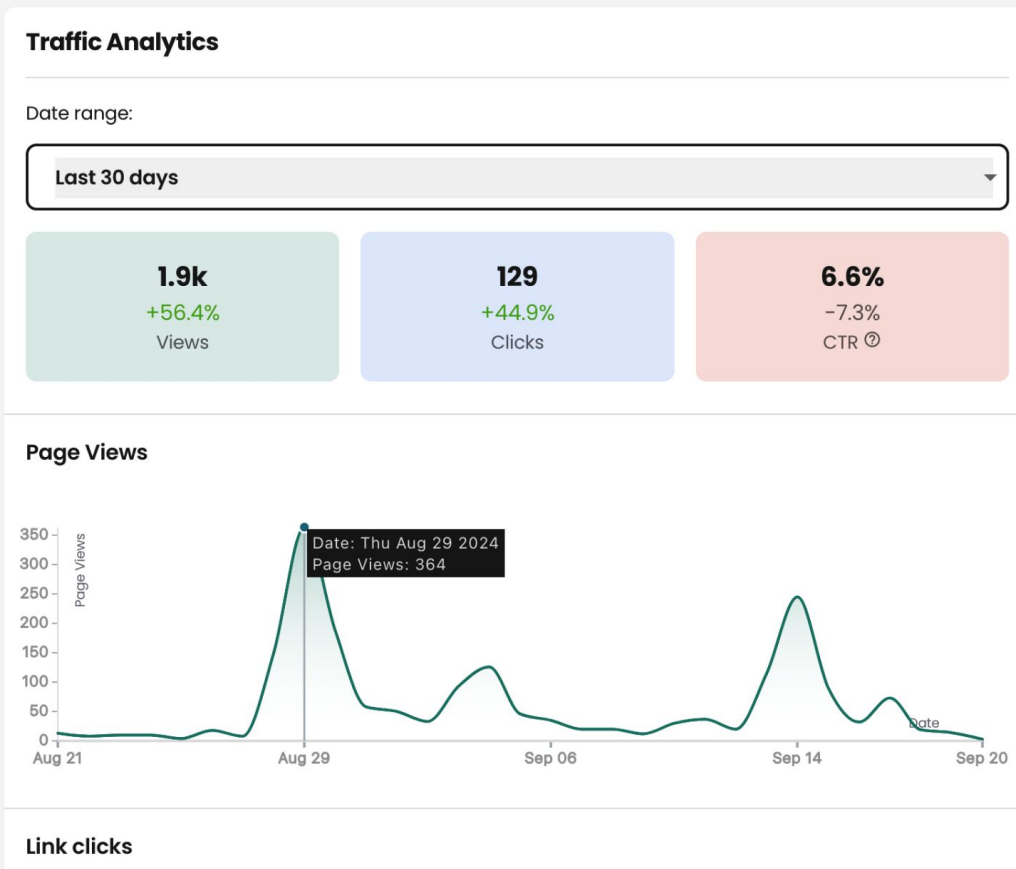 Traffic Analytics
Date range:
Last 30 days
1.9k
+56.4%
Views
129
+44.9%
Clicks
6.6%
-7.3%
CTR ?
Page Views
350
300
250
200
150
100
50
0
Page Views
Date: Thu Aug 29 2024
Page Views: 364
Date
Aug 21
Aug 29
Sep 06
Sep 14
Sep 20
Link clicks